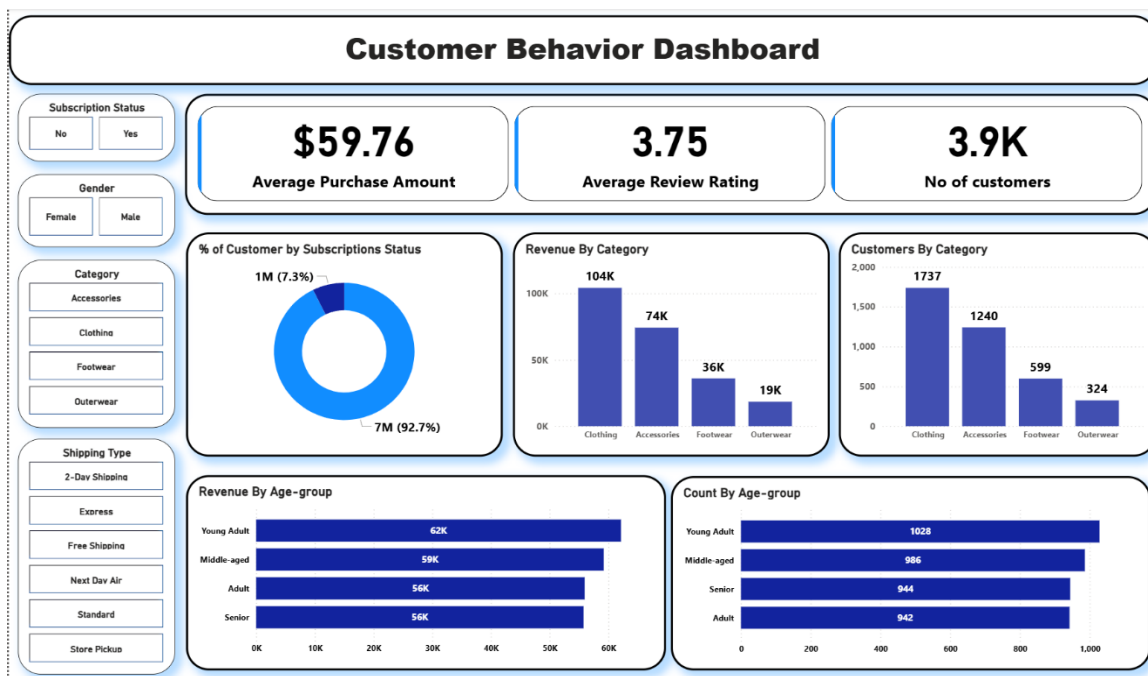 Customer Behavior Dashboard
Subscription Status
No Yes
Gender
Female Male
Category
Accessories
Clothing
Footwear
Outerwear
Shipping Type
2-Day Shipping
Express
Free Shipping
Next Day Air
Standard
Store Pickup
$59.76
Average Purchase Amount
3.75
Average Review Rating
3.9K
No of customers
% of Customer by Subscriptions Status
1M (7.3%)
7M (92.7%)
Revenue By Category
100K
50K
0K
104K
74K
36K
19K
Clothing Accessories Footwear Outerwear
Customers By Category
2,000
1,500
1,000
500
0
1737
1240
599
324
Clothing Accessories Footwear Outerwear
Revenue By Age-group
Young Adult 62K
Middle-aged 59K
Adult 56K
Senior 56K
0K 10K 20K 30K 40K 50K 60K
Count By Age-group
Young Adult 1028
Middle-aged 986
Senior 944
Adult 942
0 200 400 600 800 1,000